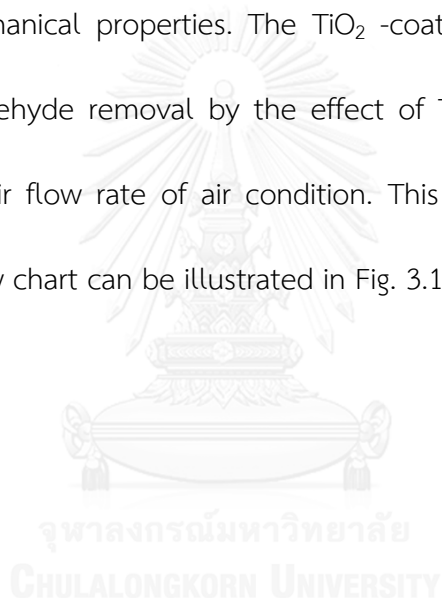 hanical properties. The TiO₂ -coat
ehyde removal by the effect of T
ir flow rate of air condition. This
w chart can be illustrated in Fig. 3.1
จุฬาลงกรณ์มหาวิทยาลัย
CHULALONGKORN UNIVERSITY